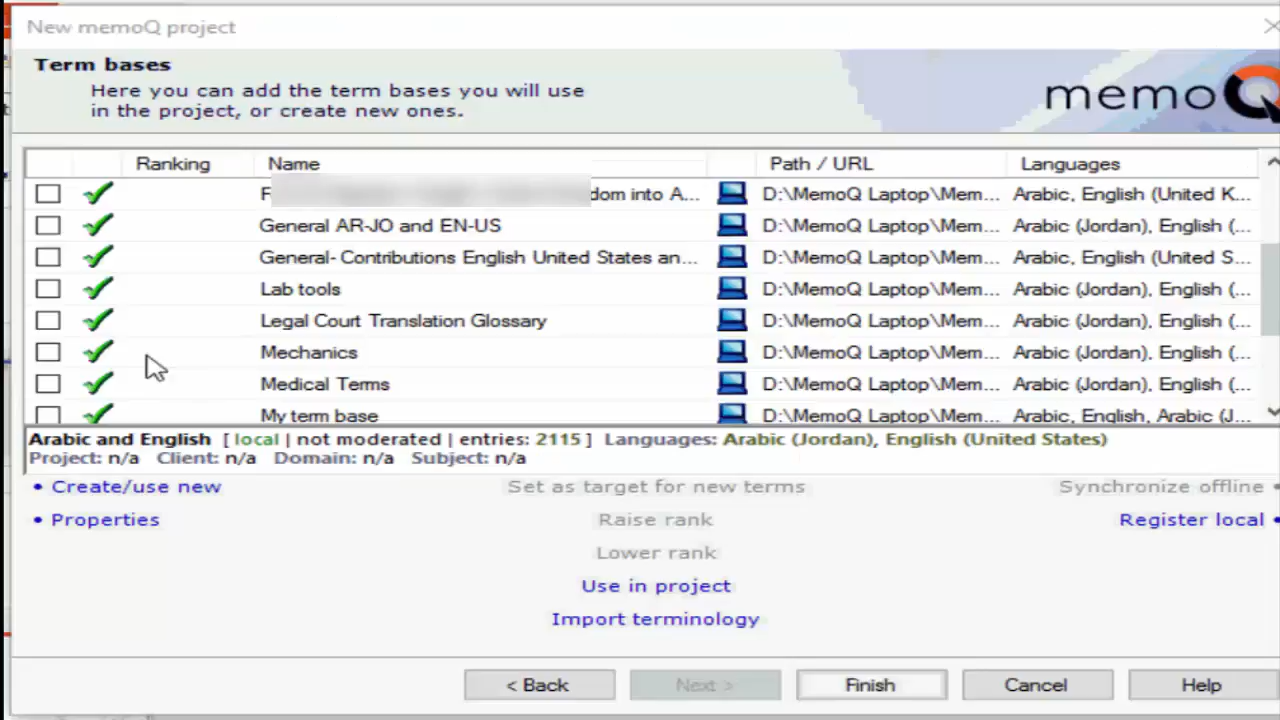 New memoQ project
Term bases
Here you can add the term bases you will use
in the project, or create new ones.
memoQ
Ranking Name Path / URL Languages
F dom into A... D:\MemoQ Laptop\Mem... Arabic, English (United K...
General AR-JO and EN-US D:\MemoQ Laptop\Mem... Arabic (Jordan), English (...
General- Contributions English United States an... D:\MemoQ Laptop\Mem... Arabic, English (United S...
Lab tools D:\MemoQ Laptop\Mem... Arabic (Jordan), English (...
Legal Court Translation Glossary D:\MemoQ Laptop\Mem... Arabic (Jordan), English (...
Mechanics D:\MemoQ Laptop\Mem... Arabic (Jordan), English (...
Medical Terms D:\MemoQ Laptop\Mem... Arabic (Jordan), English (...
My term base D:\MemoQ Laptop\Mem... Arabic, English, Arabic (J...
Arabic and English [ local | not moderated | entries: 2115 ] Languages: Arabic (Jordan), English (United States)
Project: n/a Client: n/a Domain: n/a Subject: n/a
• Create/use new Set as target for new terms Synchronize offline •
• Properties Raise rank Register local •
Lower rank
Use in project
Import terminology
< Back Next > Finish Cancel Help